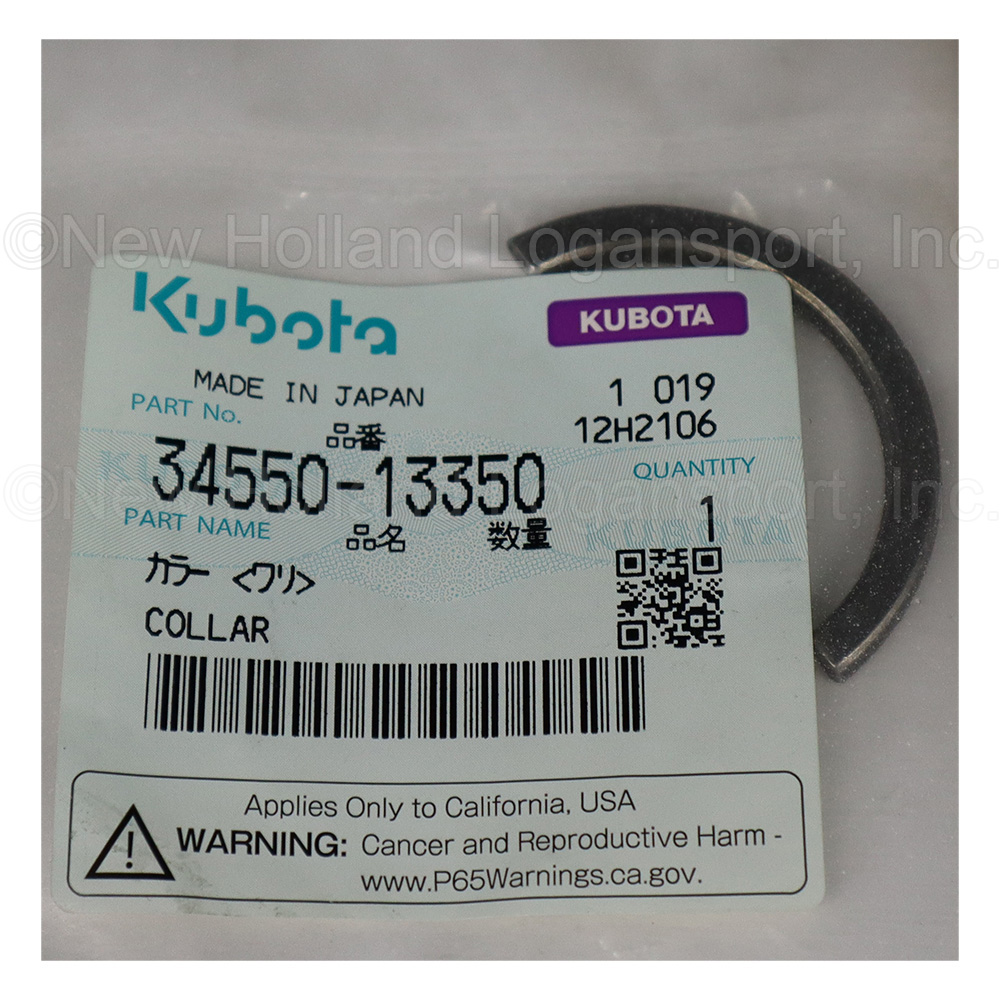 ©New Holland Logansport, Inc.
Kubota
KUBOTA
MADE IN JAPAN
1 019
PART No.
品番
12H2106
34550-13350
QUANTITY
©New Holland Logansport, Inc.
PART NAME
品名
数量
1
KUBOTA
カラー <ワリ>
COLLAR
Applies Only to California, USA
WARNING: Cancer and Reproductive Harm -
www.P65Warnings.ca.gov.